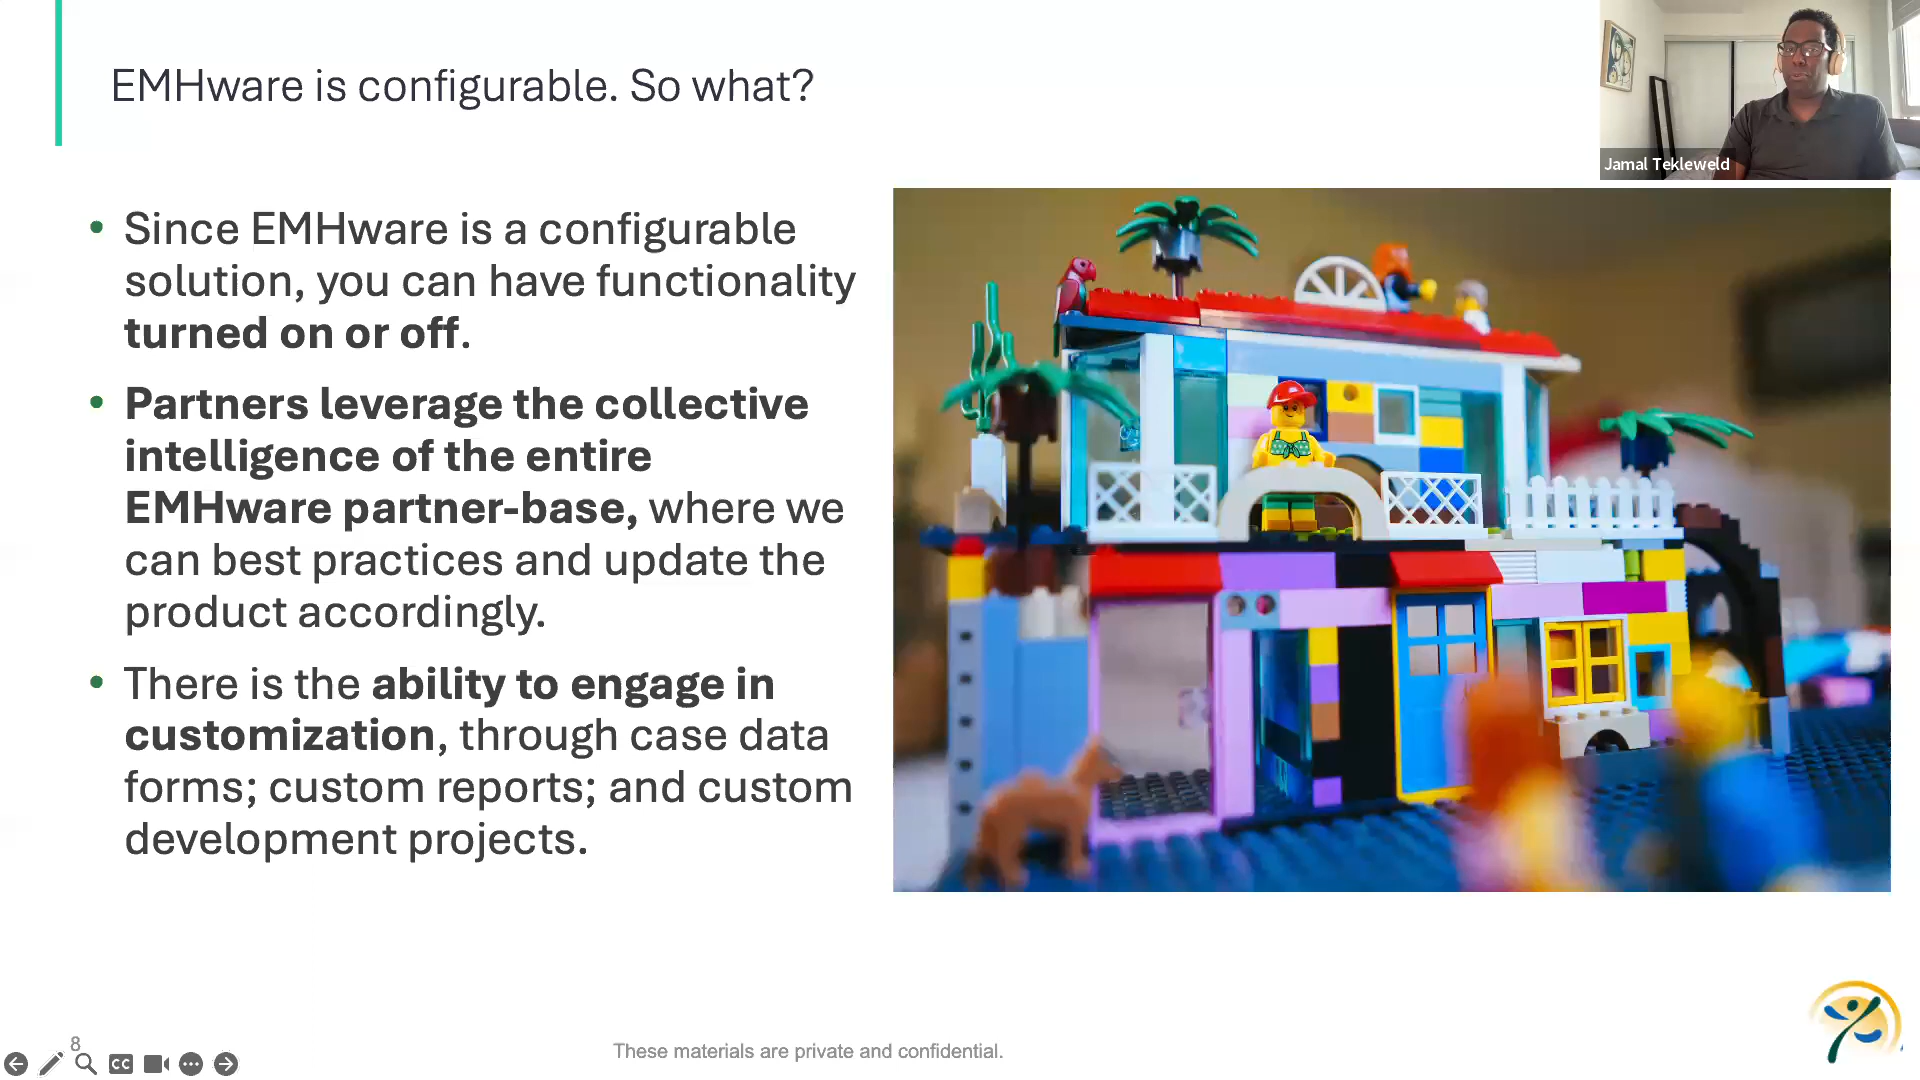 EMHware is configurable. So what?
Jamal Tekleweld
• Since EMHware is a configurable
solution, you can have functionality
turned on or off.
• Partners leverage the collective
intelligence of the entire
EMHware partner-base, where we
can best practices and update the
product accordingly.
• There is the ability to engage in
customization, through case data
forms; custom reports; and custom
development projects.
8
CC
These materials are private and confidential.